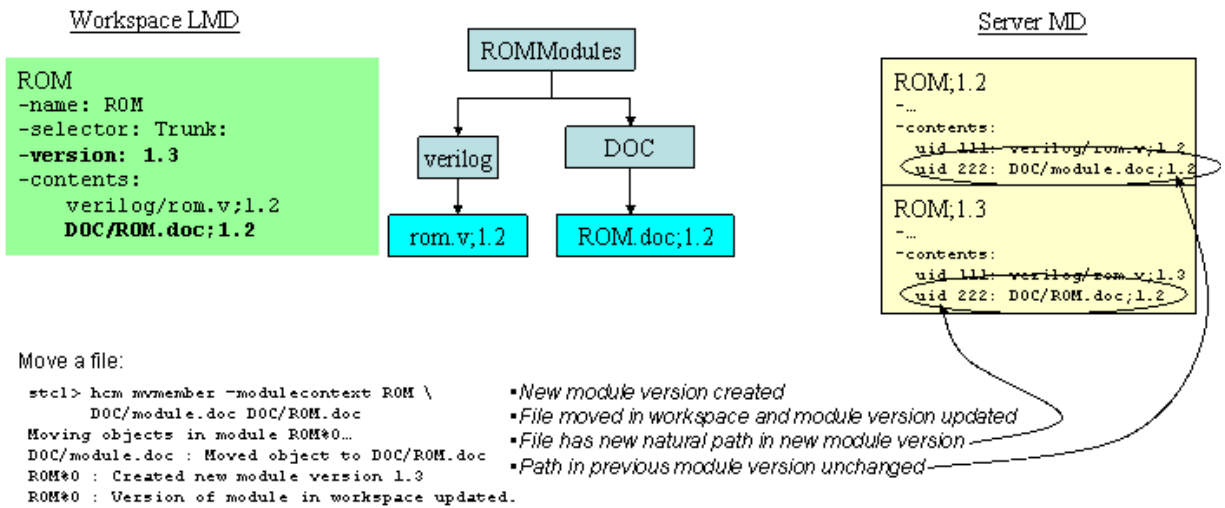 Workspace LMD
ROM
-name: ROM
-selector: Trunk:
-version: 1.3
-contents:
verilog/rom.v;1.2
DOC/ROM.doc;1.2
ROMModules
verilog
DOC
rom.v;1.2
ROM.doc;1.2
Server MD
ROM;1.2
-…
-contents:
uid 111: verilog/rom.v;1.2
uid 222: DOC/module.doc;1.2
ROM;1.3
-…
-contents:
uid 111: verilog/rom.v;1.3
uid 222: DOC/ROM.doc;1.2
Move a file:
stcl> hcm mvmember -modulecontext ROM \
DOC/module.doc DOC/ROM.doc
Moving objects in module ROM%0…
DOC/module.doc : Moved object to DOC/ROM.doc
ROM%0 : Created new module version 1.3
ROM%0 : Version of module in workspace updated.
▪New module version created
▪File moved in workspace and module version updated
▪File has new natural path in new module version
▪Path in previous module version unchanged